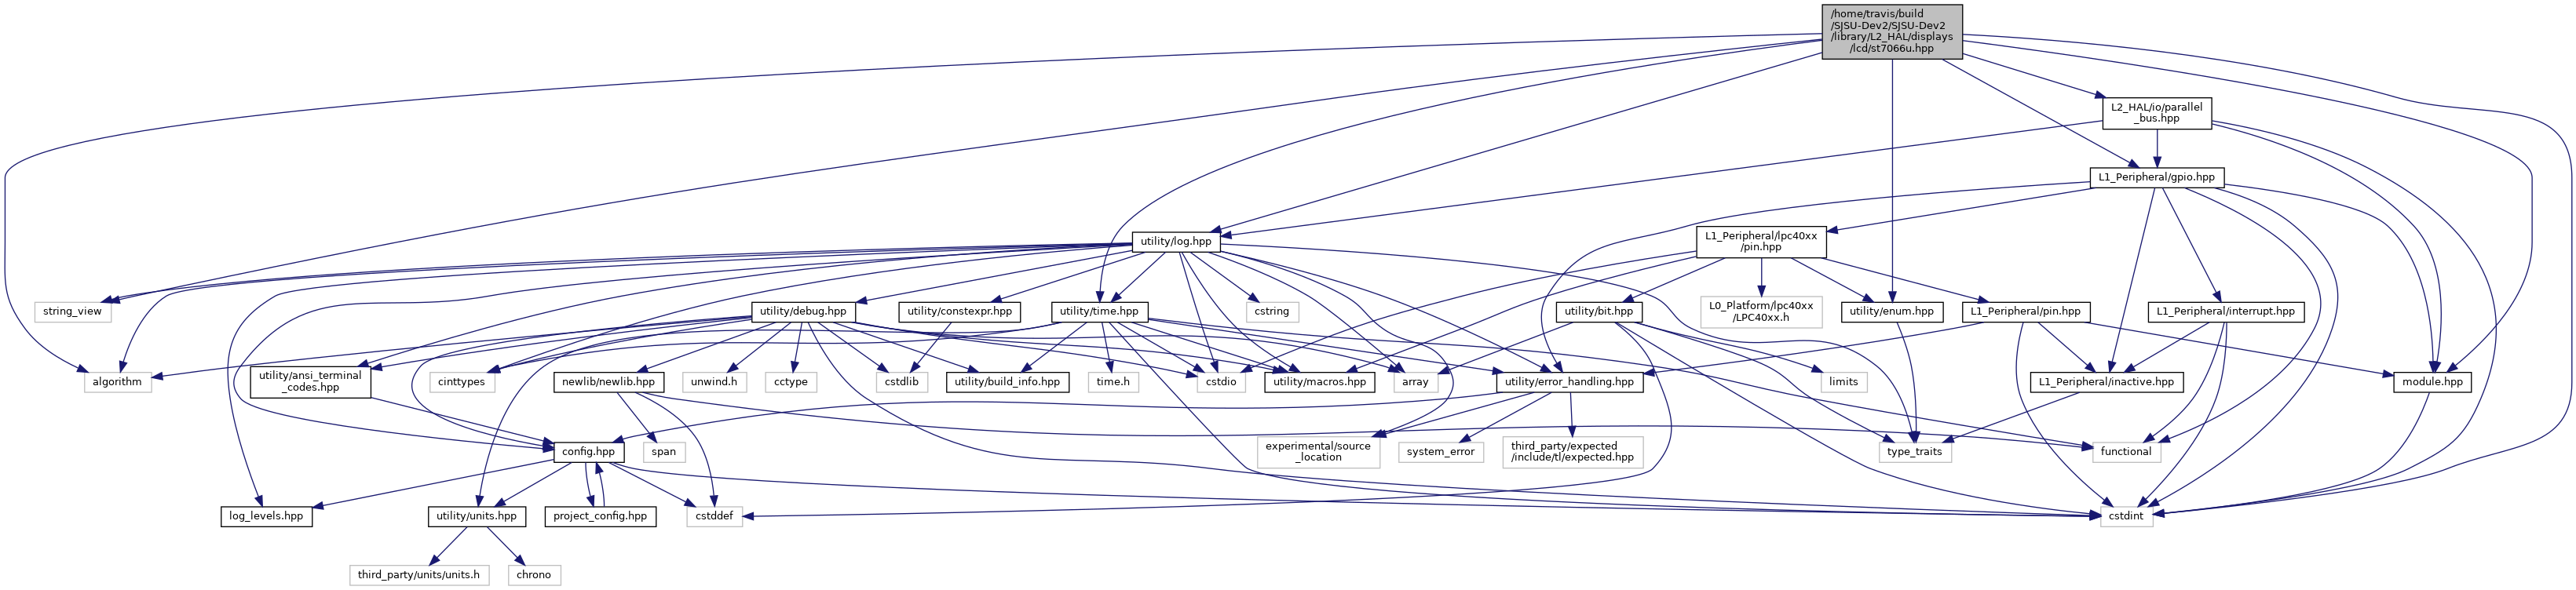 /home/travis/build
/SJSU-Dev2/SJSU-Dev2
/library/L2_HAL/displays
/lcd/st7066u.hpp
L2_HAL/io/parallel
_bus.hpp
L1_Peripheral/gpio.hpp
utility/log.hpp
L1_Peripheral/lpc40xx
/pin.hpp
string_view
utility/debug.hpp
utility/constexpr.hpp
utility/time.hpp
cstring
utility/bit.hpp
L0_Platform/lpc40xx
/LPC40xx.h
utility/enum.hpp
L1_Peripheral/pin.hpp
L1_Peripheral/interrupt.hpp
algorithm
utility/ansi_terminal
_codes.hpp
cinttypes
newlib/newlib.hpp
unwind.h
cctype
cstdlib
utility/build_info.hpp
time.h
cstdio
utility/macros.hpp
array
utility/error_handling.hpp
limits
L1_Peripheral/inactive.hpp
module.hpp
config.hpp
span
experimental/source
_location
system_error
third_party/expected
/include/tl/expected.hpp
type_traits
functional
log_levels.hpp
utility/units.hpp
project_config.hpp
cstddef
cstdint
third_party/units/units.h
chrono